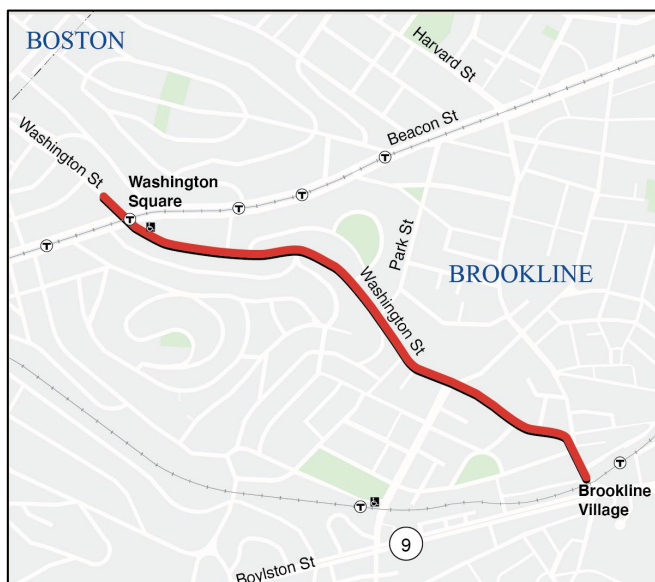 BOSTON
Harvard St
Beacon St
Washington St
Washington
Square
T
T
T
T
T
Park St
BROOKLINE
Washington St
T
Brookline
Village
T
9
Boylston St